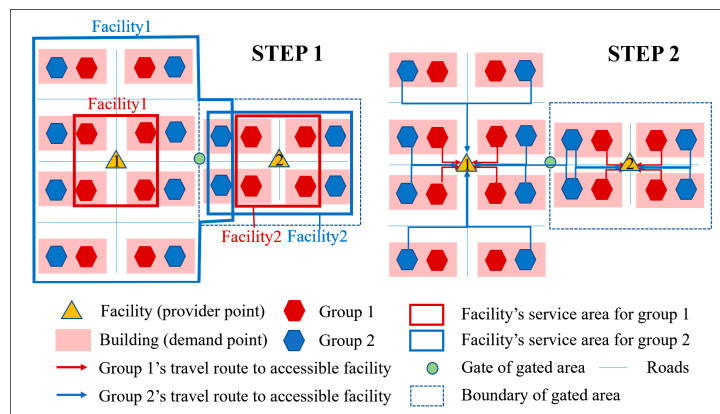 Facility1
STEP 1
STEP 2
Facility1
1
2
1
2
Facility2
Facility2
Facility (provider point)
Group 1
Facility's service area for group 1
Building (demand point)
Group 2
Facility's service area for group 2
Group 1's travel route to accessible facility
Gate of gated area
Roads
Group 2's travel route to accessible facility
Boundary of gated area